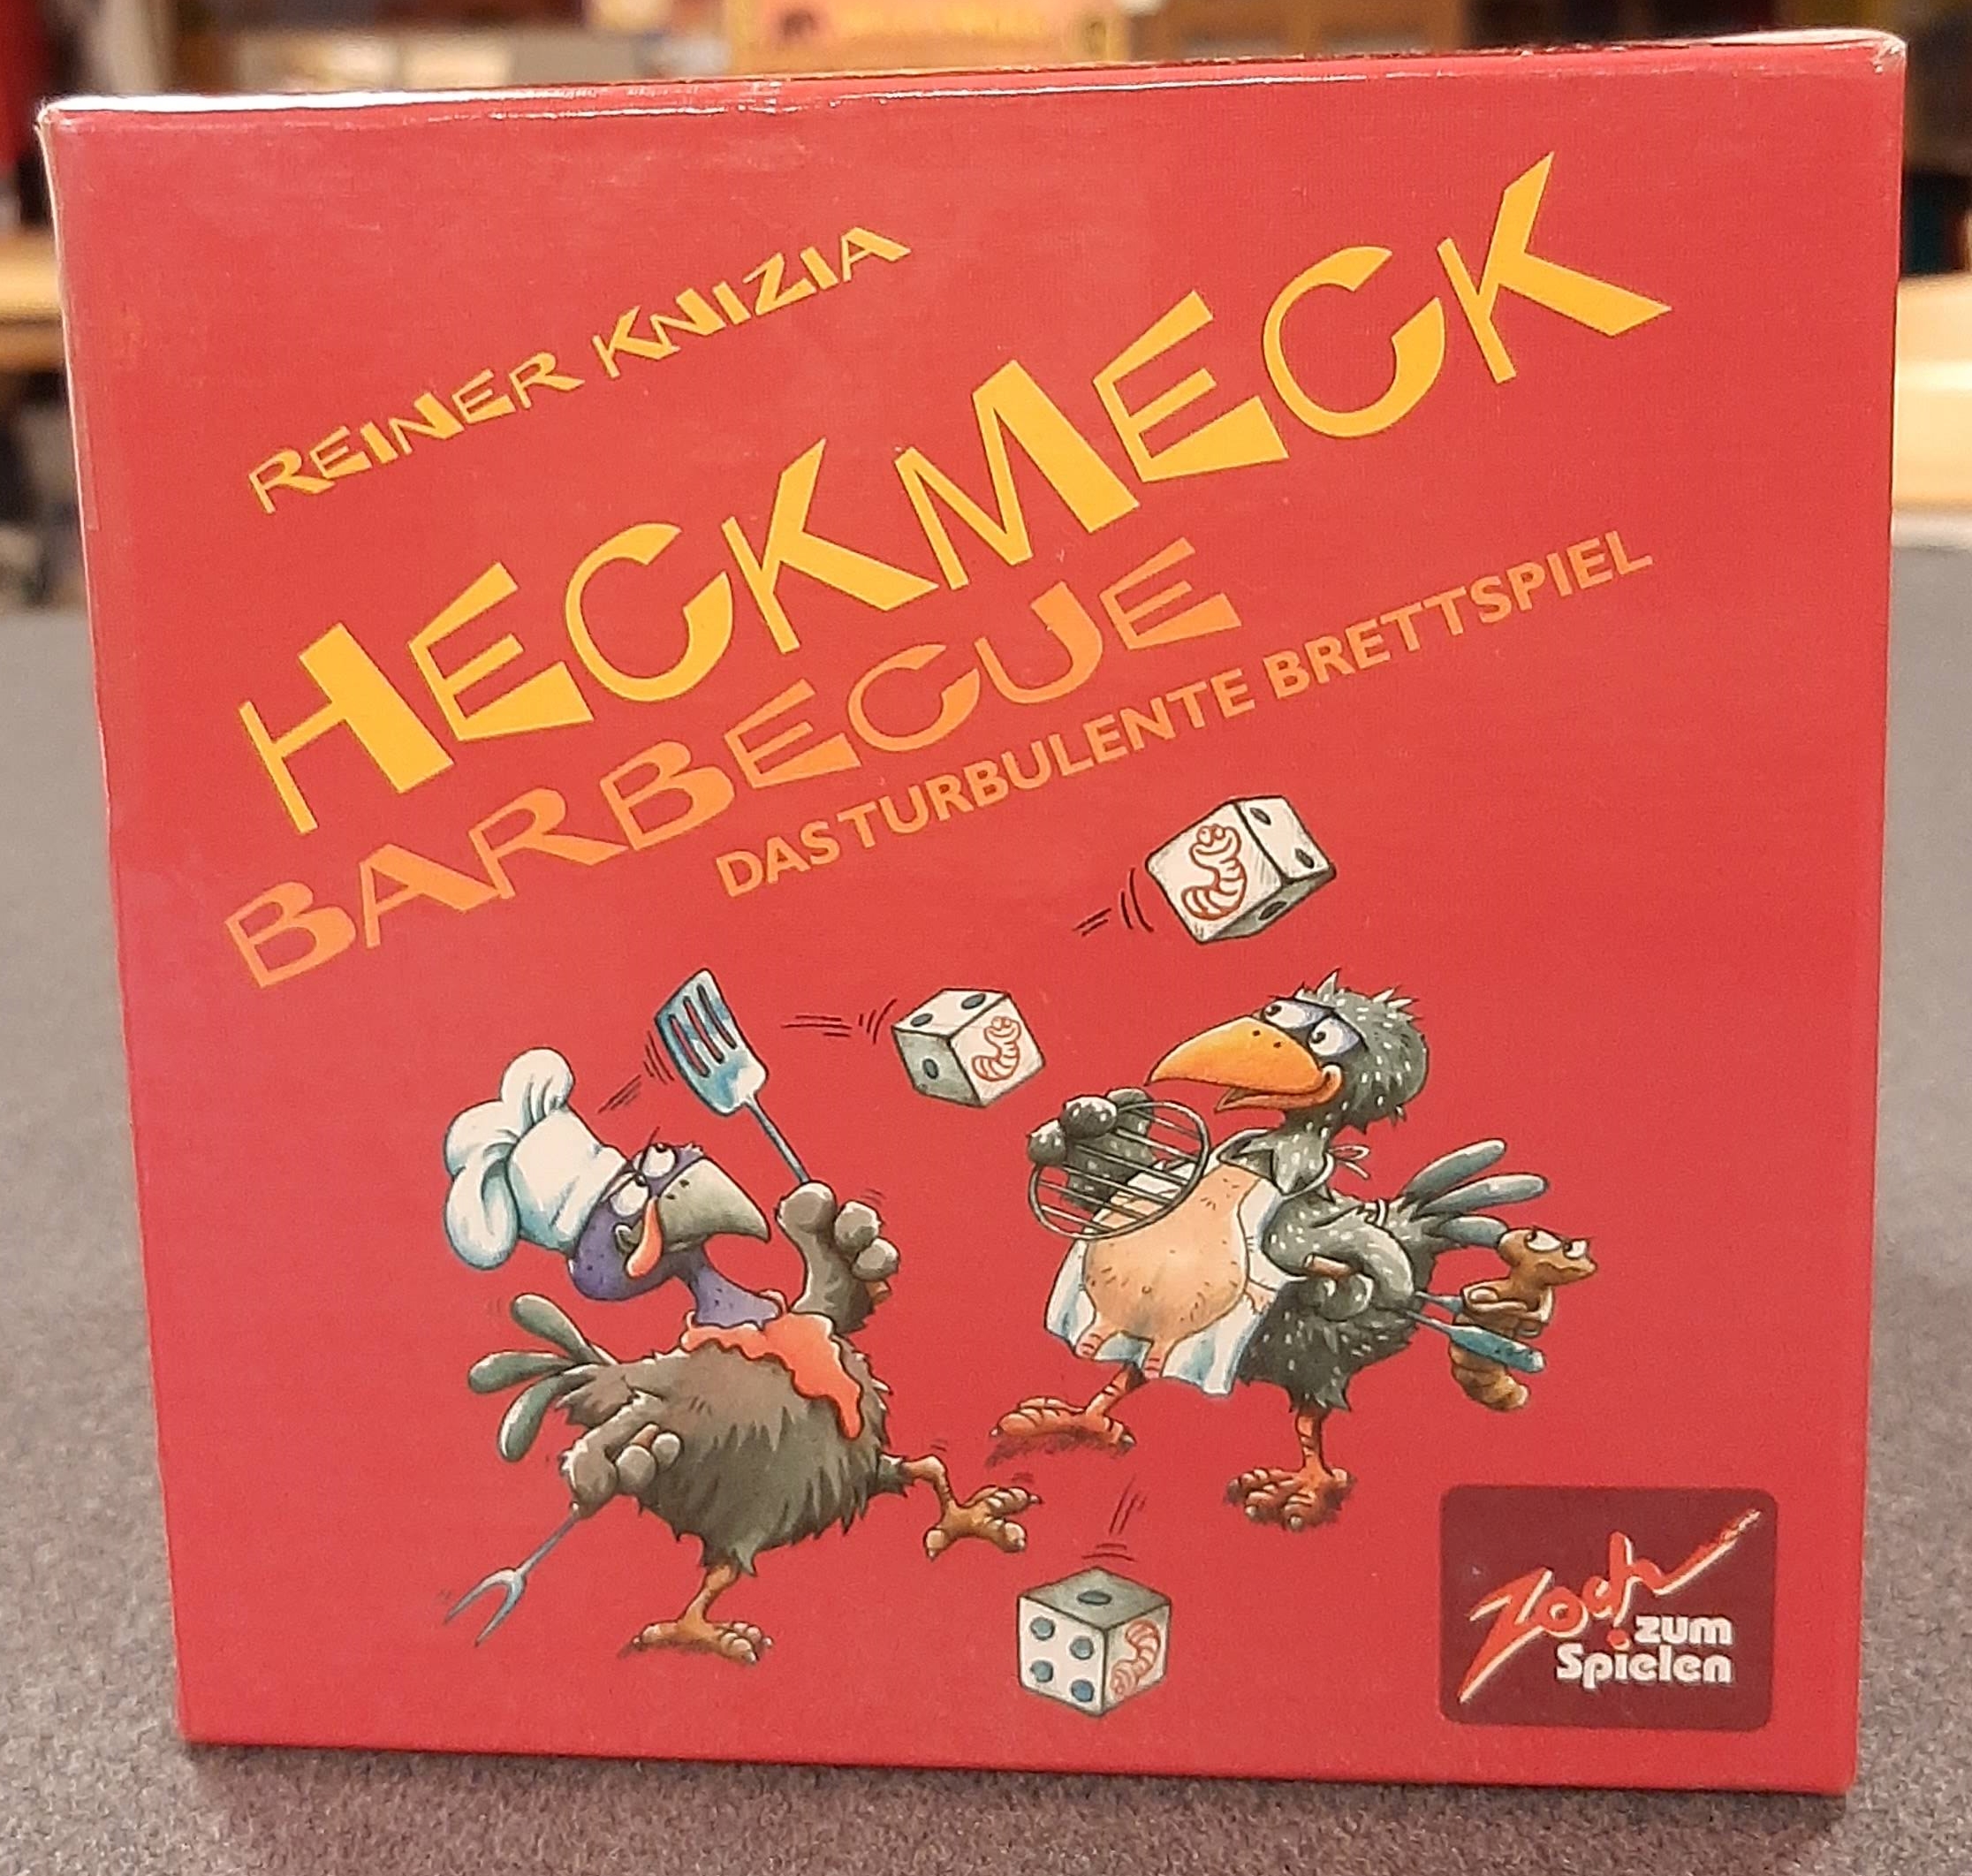 REINER KNIZIA
HECKMECK
BARBECUE
DAS TURBULENTE BRETTSPIEL
Zoch
zum
Spielen